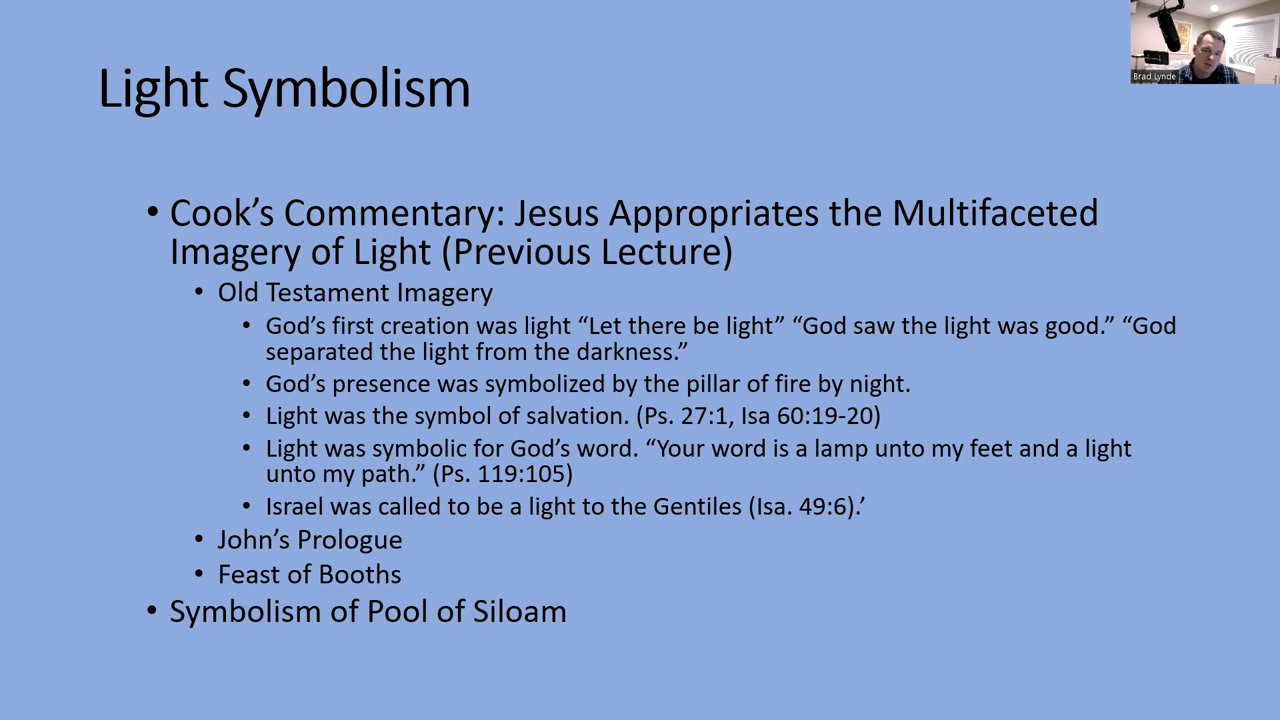 Brad Lynde
Light Symbolism
• Cook’s Commentary: Jesus Appropriates the Multifaceted
Imagery of Light (Previous Lecture)
• Old Testament Imagery
• God’s first creation was light “Let there be light” “God saw the light was good.” “God
separated the light from the darkness.”
• God’s presence was symbolized by the pillar of fire by night.
• Light was the symbol of salvation. (Ps. 27:1, Isa 60:19-20)
• Light was symbolic for God’s word. “Your word is a lamp unto my feet and a light
unto my path.” (Ps. 119:105)
• Israel was called to be a light to the Gentiles (Isa. 49:6).’
• John’s Prologue
• Feast of Booths
• Symbolism of Pool of Siloam